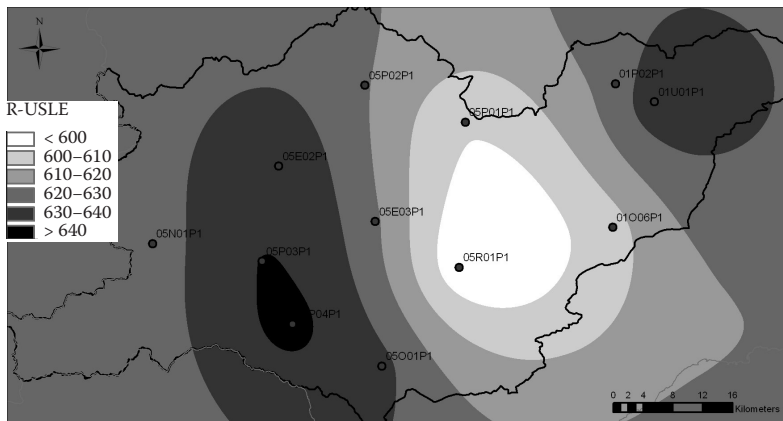 N
05P02P1
01P02P1
01U01P1
R-USLE
05P01P1
< 600
600–610
610–620
05E02P1
620–630
630–640
05E03P1
01O06P1
> 640
05N01P1
05P03P1
05R01P1
P04P1
05O01P1
0 2 4 8 12 16
Kilometers